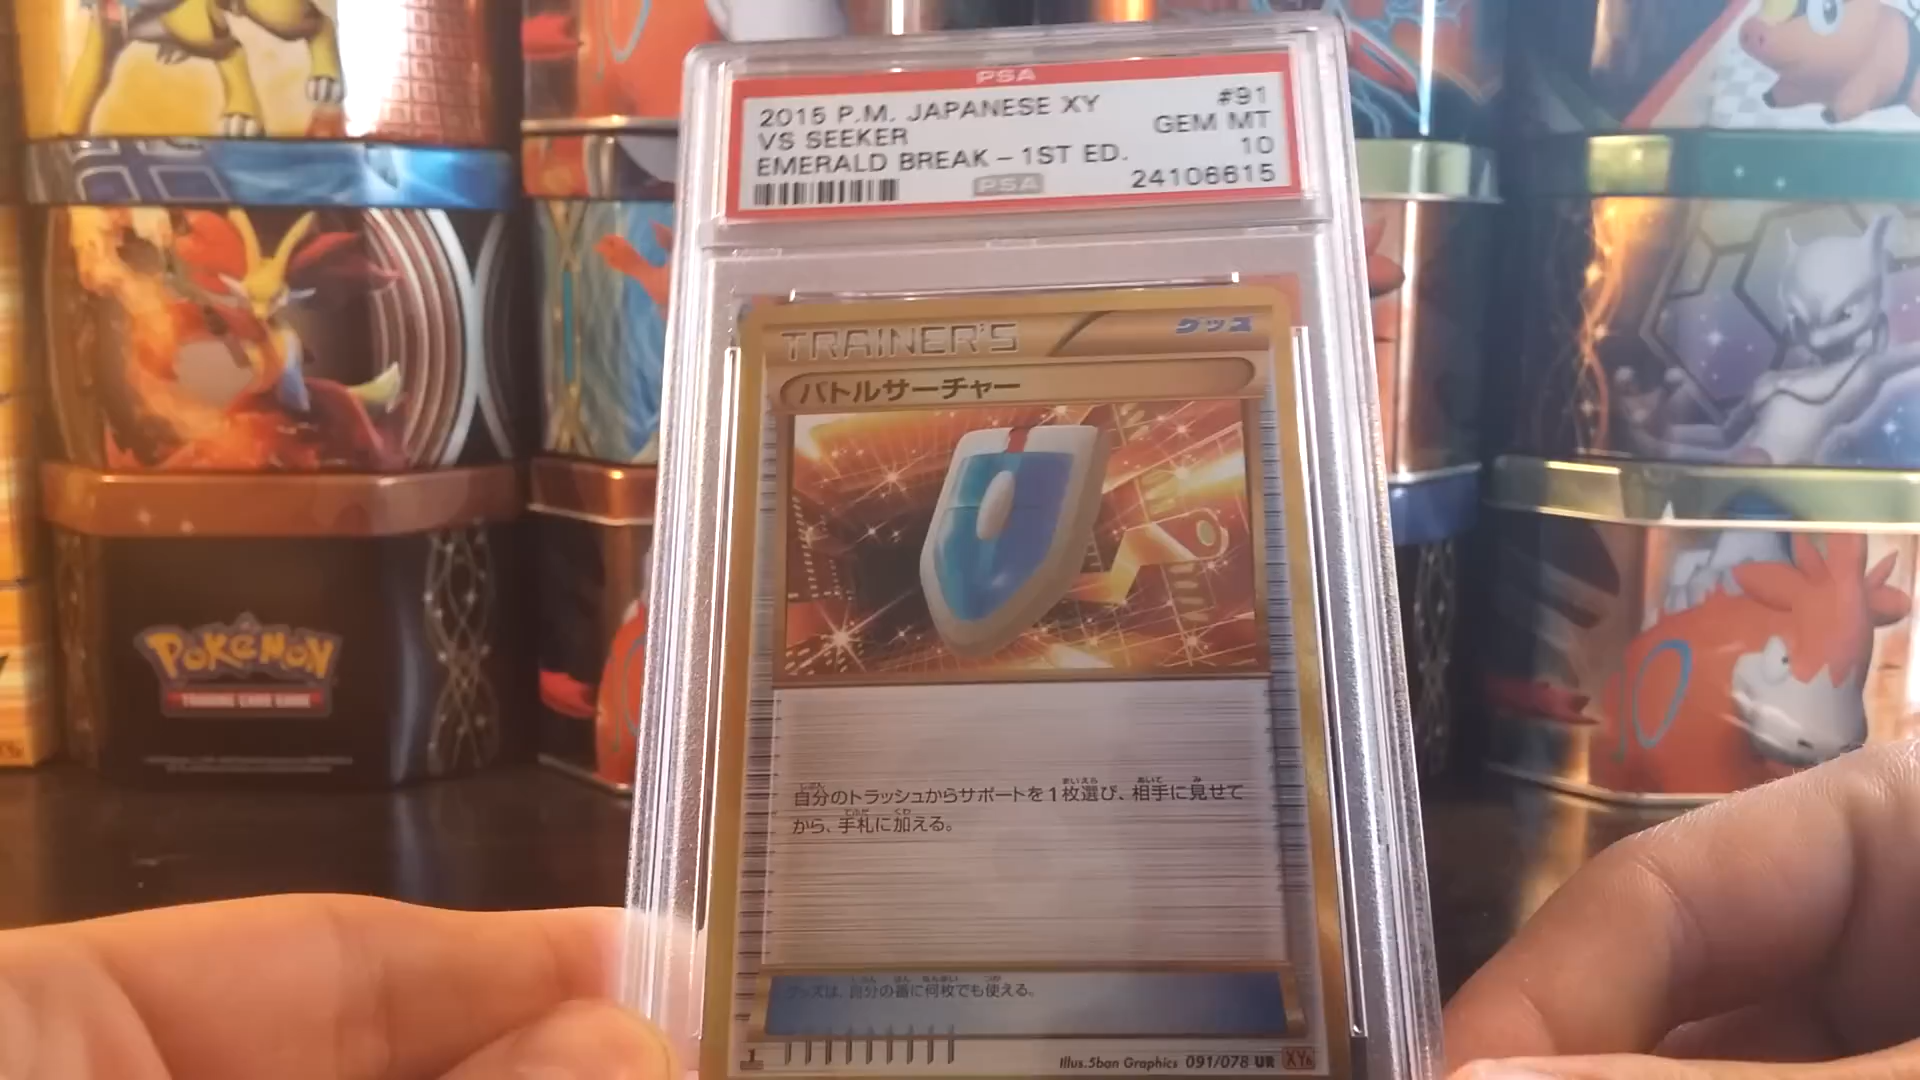 PSA
2015 P.M. JAPANESE XY #91
VS SEEKER GEM MT
EMERALD BREAK – 1ST ED. 10
PSA 24106615
TRAINER'S グッズ
バトルサーチャー
自分のトラッシュからサポートを1枚選び、相手に見せて
から、手札に加える。
グッズは、自分の番に何枚でも使える。
1 Illus.5ban Graphics 091/078 UR XY6
POKÉMON
TRADING CARD GAME